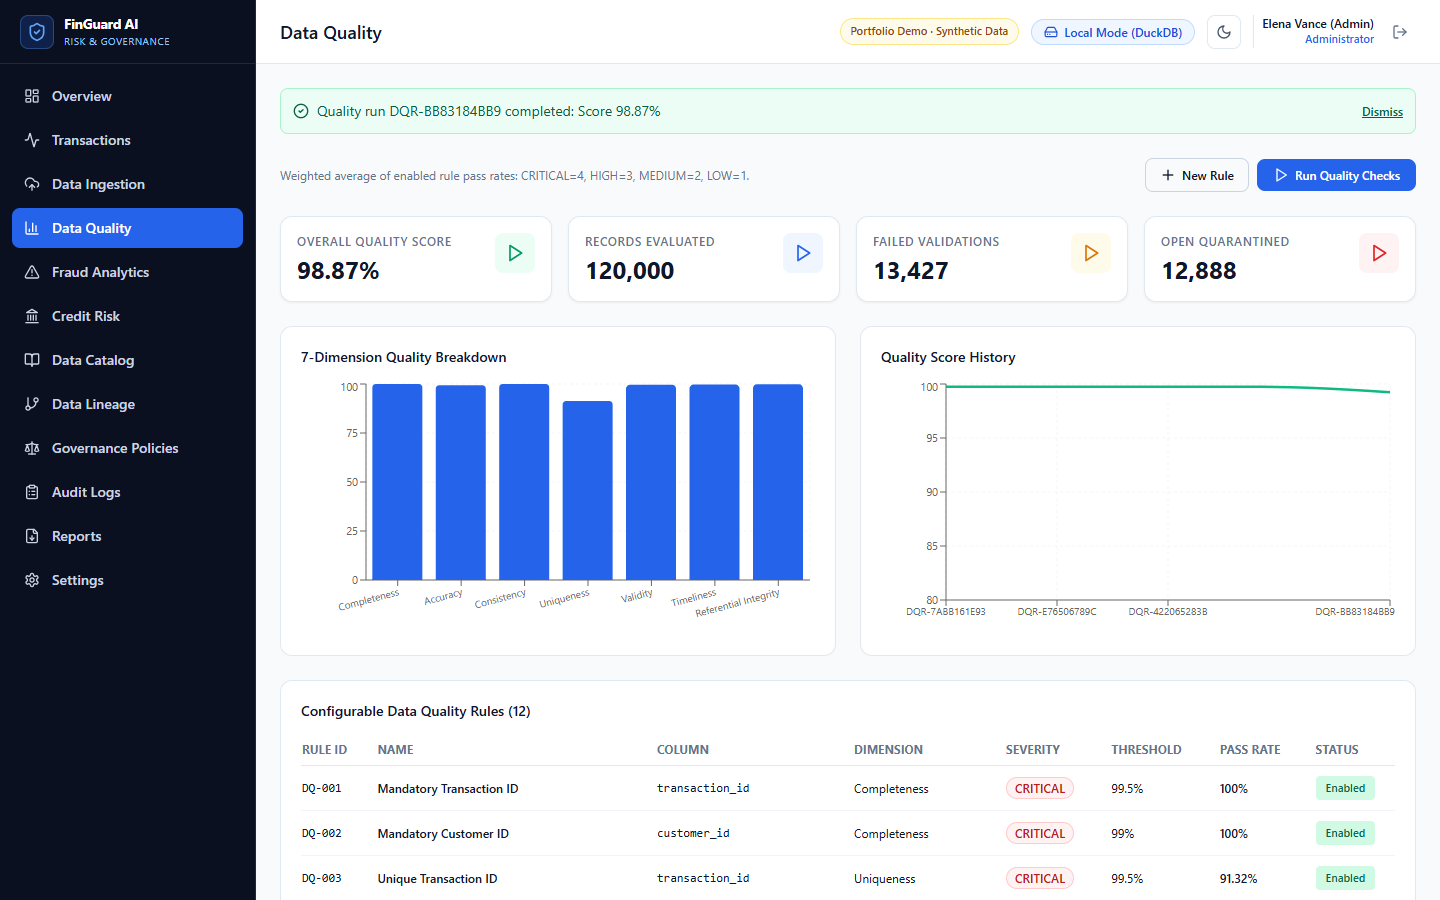 FinGuard AI
RISK & GOVERNANCE
Overview
Transactions
Data Ingestion
Data Quality
Fraud Analytics
Credit Risk
Data Catalog
Data Lineage
Governance Policies
Audit Logs
Reports
Settings
Data Quality
Portfolio Demo · Synthetic Data
Local Mode (DuckDB)
Elena Vance (Admin)
Administrator
Quality run DQR-BB83184BB9 completed: Score 98.87%
Dismiss
Weighted average of enabled rule pass rates: CRITICAL=4, HIGH=3, MEDIUM=2, LOW=1.
New Rule
Run Quality Checks
OVERALL QUALITY SCORE
98.87%
RECORDS EVALUATED
120,000
FAILED VALIDATIONS
13,427
OPEN QUARANTINED
12,888
7-Dimension Quality Breakdown
100
75
50
25
0
Completeness
Accuracy
Consistency
Uniqueness
Validity
Timeliness
Referential Integrity
Quality Score History
100
95
90
85
80
DQR-7ABB161E93
DQR-E76506789C
DQR-422065283B
DQR-BB83184BB9
Configurable Data Quality Rules (12)
RULE ID NAME COLUMN DIMENSION SEVERITY THRESHOLD PASS RATE STATUS
DQ-001 Mandatory Transaction ID transaction_id Completeness CRITICAL 99.5% 100% Enabled
DQ-002 Mandatory Customer ID customer_id Completeness CRITICAL 99% 100% Enabled
DQ-003 Unique Transaction ID transaction_id Uniqueness CRITICAL 99.5% 91.32% Enabled